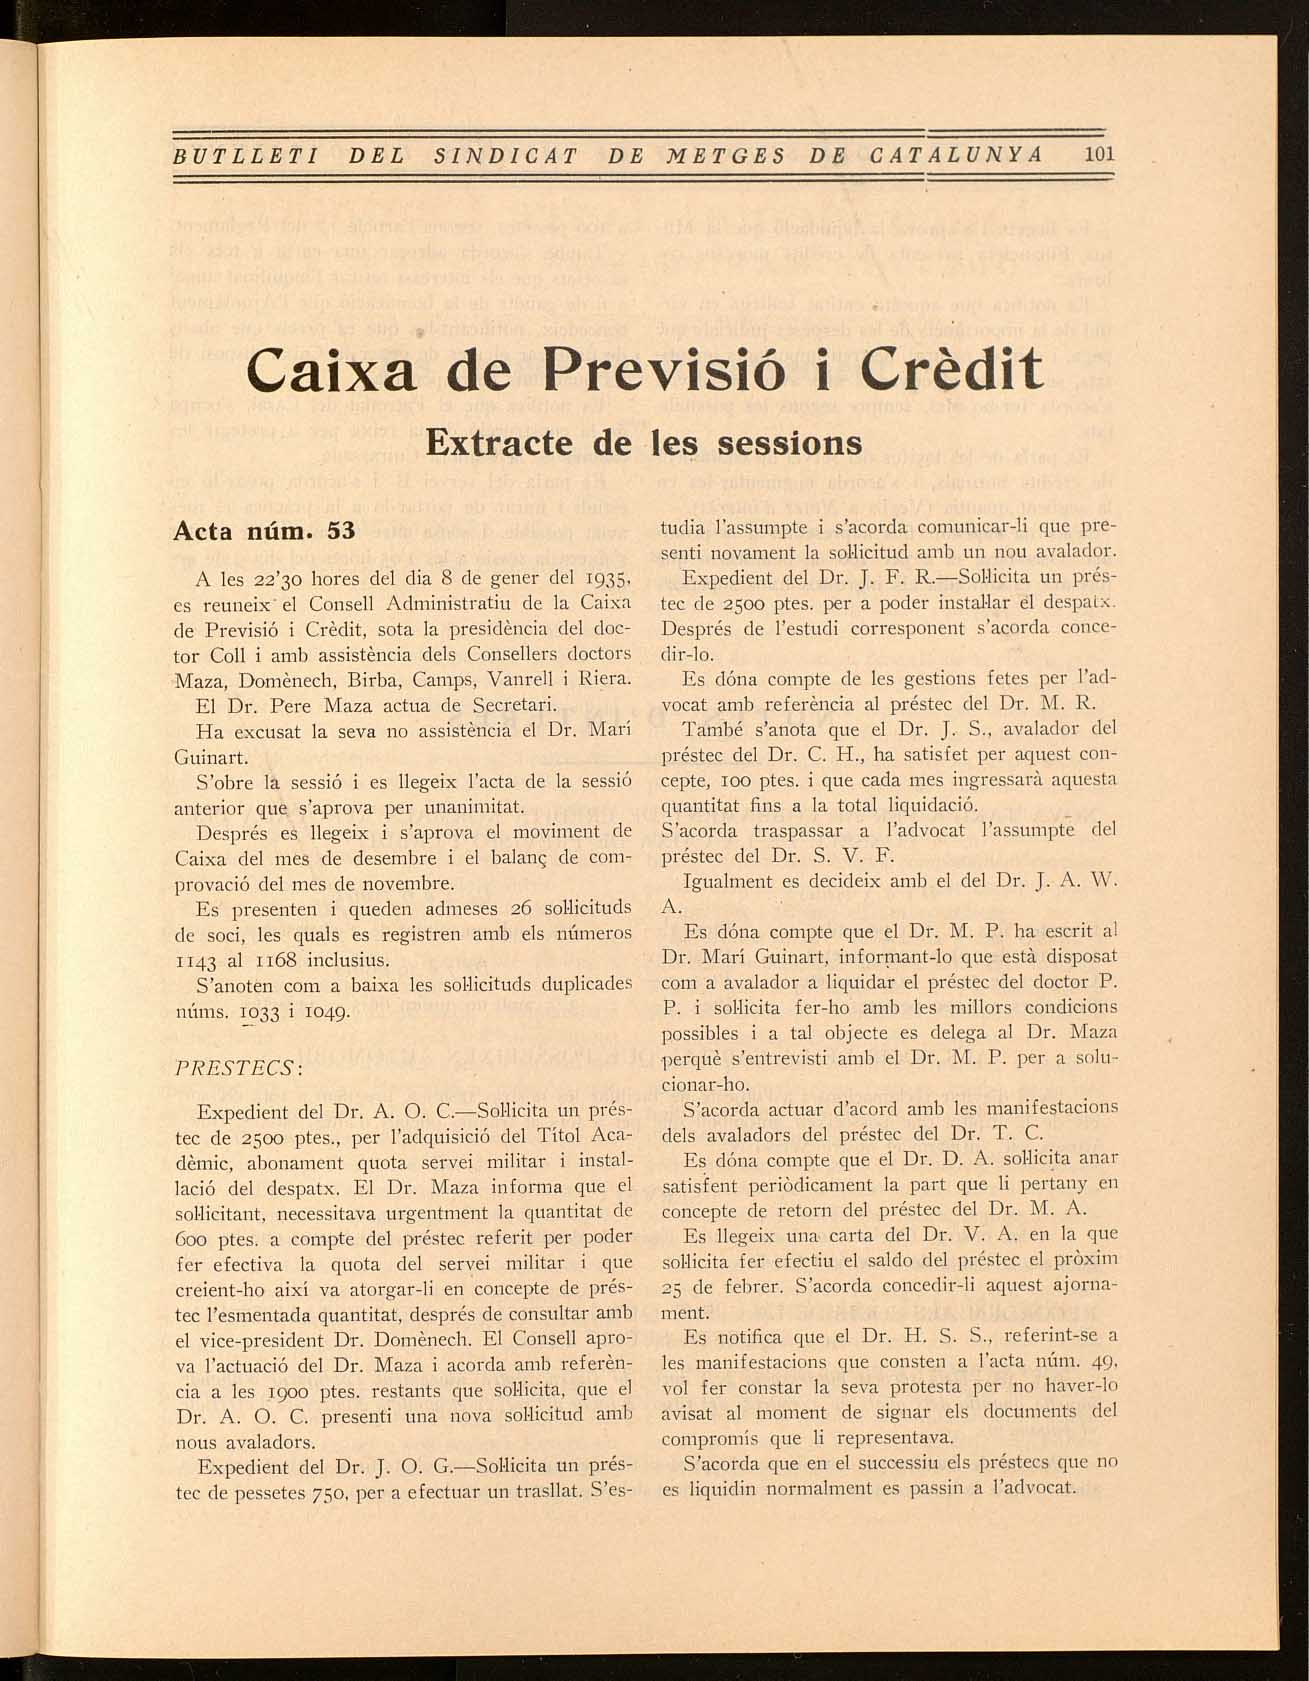 BUTLLETI DEL SINDICAT DE METGES DE CATALUNYA 101
Caixa de Previsió i Crèdit
Extracte de les sessions
Acta núm. 53
A les 22'30 hores del dia 8 de gener del 1935,
es reuneix el Consell Administratiu de la Caixa
de Previsió i Crèdit, sota la presidència del doc-
tor Coll i amb assistència dels Consellers doctors
Maza, Domènech, Birba, Camps, Vanrell i Riera.
El Dr. Pere Maza actua de Secretari.
Ha excusat la seva no assistència el Dr. Marí
Guinart.
S'obre la sessió i es llegeix l'acta de la sessió
anterior que s'aprova per unanimitat.
Després es llegeix i s'aprova el moviment de
Caixa del mes de desembre i el balanç de com-
provació del mes de novembre.
Es presenten i queden admeses 26 sol·licituds
de soci, les quals es registren amb els números
1143 al 1168 inclusius.
S'anoten com a baixa les sol·licituds duplicades
núms. 1033 i 1049.
PRESTECS:
Expedient del Dr. A. O. C.—Sol·licita un prés-
tec de 2500 ptes., per l'adquisició del Títol Aca-
dèmic, abonament quota servei militar i instal-
lació del despatx. El Dr. Maza informa que el
sol·licitant, necessitava urgentment la quantitat de
600 ptes. a compte del préstec referit per poder
fer efectiva la quota del servei militar i que
creient-ho així va atorgar-li en concepte de prés-
tec l'esmentada quantitat, després de consultar amb
el vice-president Dr. Domènech. El Consell apro-
va l'actuació del Dr. Maza i acorda amb referèn-
cia a les 1900 ptes. restants que sol·licita, que el
Dr. A. O. C. presenti una nova sol·licitud amb
nous avaladors.
Expedient del Dr. J. O. G.—Sol·licita un prés-
tec de pessetes 750, per a efectuar un trasllat. S'es-
tudia l'assumpte i s'acorda comunicar-li que pre-
senti novament la sol·licitud amb un nou avalador.
Expedient del Dr. J. F. R.—Sol·licita un prés-
tec de 2500 ptes. per a poder instal·lar el despatx.
Després de l'estudi corresponent s'acorda conce-
dir-lo.
Es dóna compte de les gestions fetes per l'ad-
vocat amb referència al préstec del Dr. M. R.
També s'anota que el Dr. J. S., avalador del
préstec del Dr. C. H., ha satisfet per aquest con-
cepte, 100 ptes. i que cada mes ingressarà aquesta
quantitat fins a la total liquidació.
S'acorda traspassar a l'advocat l'assumpte del
préstec del Dr. S. V. F.
Igualment es decideix amb el del Dr. J. A. W.
A.
Es dóna compte que el Dr. M. P. ha escrit al
Dr. Marí Guinart, informant-lo que està disposat
com a avalador a liquidar el préstec del doctor P.
P. i sol·licita fer-ho amb les millors condicions
possibles i a tal objecte es delega al Dr. Maza
perquè s'entrevisti amb el Dr. M. P. per a solu-
cionar-ho.
S'acorda actuar d'acord amb les manifestacions
dels avaladors del préstec del Dr. T. C.
Es dóna compte que el Dr. D. A. sol·licita anar
satisfent periòdicament la part que li pertany en
concepte de retorn del préstec del Dr. M. A.
Es llegeix una carta del Dr. V. A. en la que
sol·licita fer efectiu el saldo del préstec el pròxim
25 de febrer. S'acorda concedir-li aquest ajorna-
ment.
Es notifica que el Dr. H. S. S., referint-se a
les manifestacions que consten a l'acta núm. 49,
vol fer constar la seva protesta per no haver-lo
avisat al moment de signar els documents del
compromís que li representava.
S'acorda que en el successiu els préstecs que no
es liquidin normalment es passin a l'advocat.